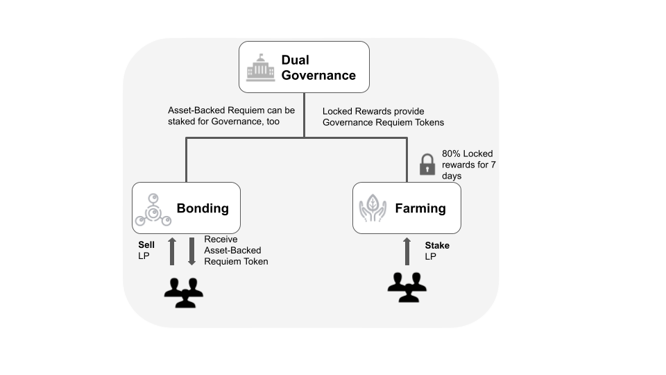 Dual
Governance
Asset-Backed Requiem can be
staked for Governance, too
Locked Rewards provide
Governance Requiem Tokens
80% Locked
rewards for 7
days
Bonding
Farming
Sell
LP
Receive
Asset-Backed
Requiem Token
Stake
LP